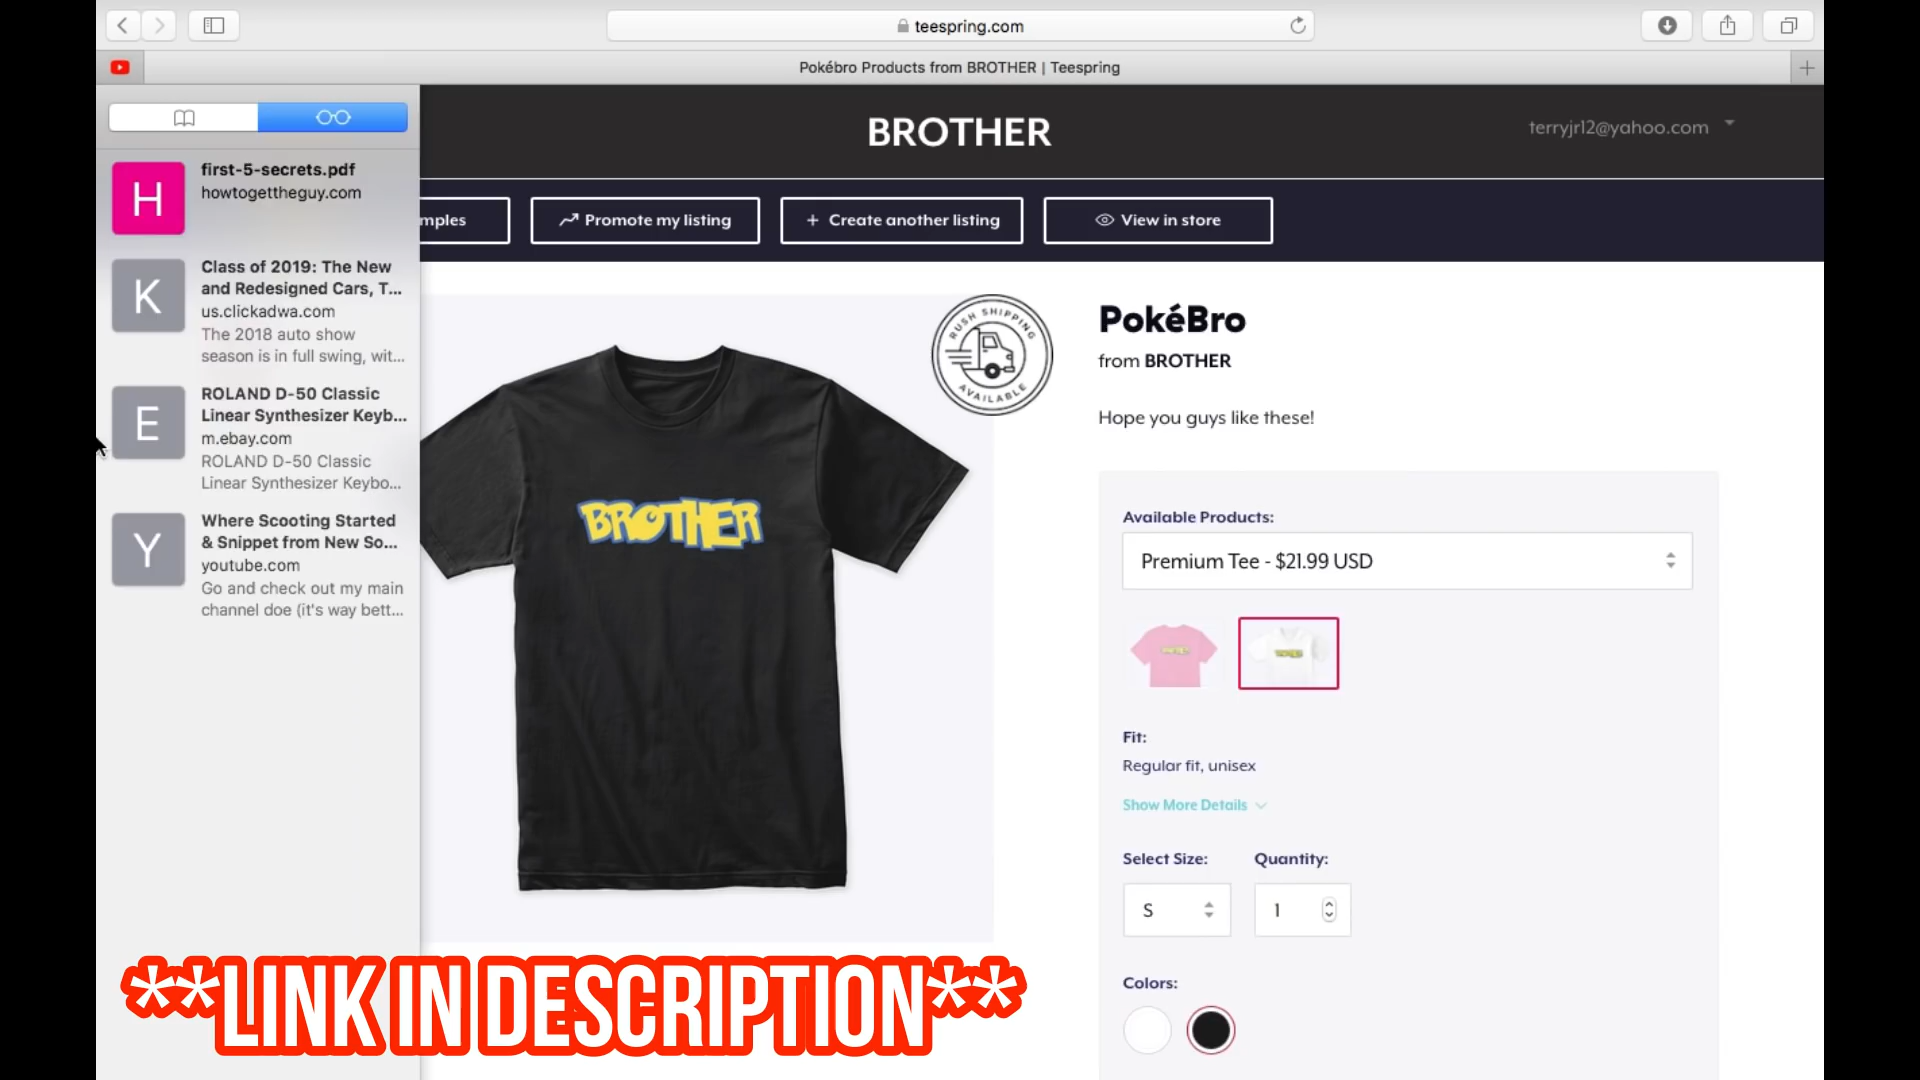 teespring.com
Pokébro Products from BROTHER | Teespring
BROTHER
terryjr12@yahoo.com
mples
Promote my listing
+ Create another listing
View in store
H
first-5-secrets.pdf
howtogettheguy.com
K
Class of 2019: The New
and Redesigned Cars, T...
us.clickadwa.com
The 2018 auto show
season is in full swing, wit...
E
ROLAND D-50 Classic
Linear Synthesizer Keyb...
m.ebay.com
ROLAND D-50 Classic
Linear Synthesizer Keybo...
Y
Where Scooting Started
& Snippet from New So...
youtube.com
Go and check out my main
channel doe (it's way bett...
RUSH SHIPPING
AVAILABLE
BROTHER
PokéBro
from BROTHER
Hope you guys like these!
Available Products:
Premium Tee - $21.99 USD
Fit:
Regular fit, unisex
Show More Details
Select Size:
Quantity:
S
1
Colors:
**LINK IN DESCRIPTION**